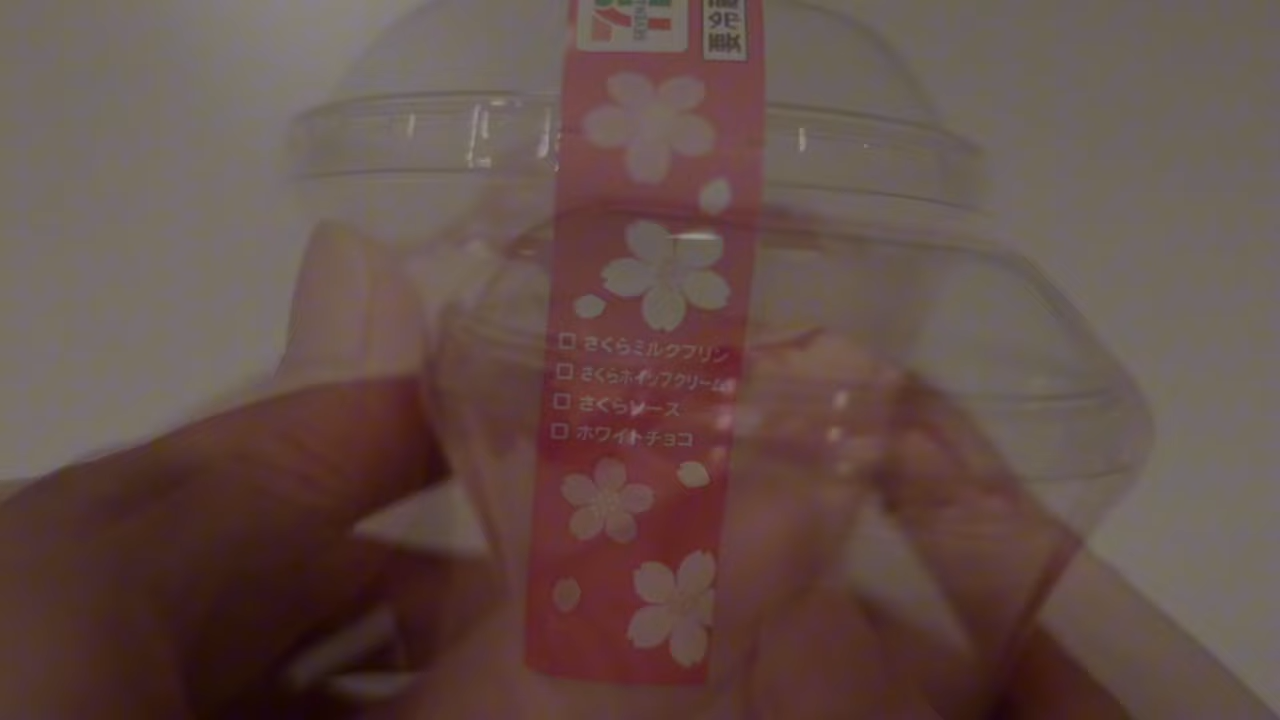 □ さくらミルクプリン
□ さくらホイップクリーム
□ さくらソース
□ ホワイトチョコ